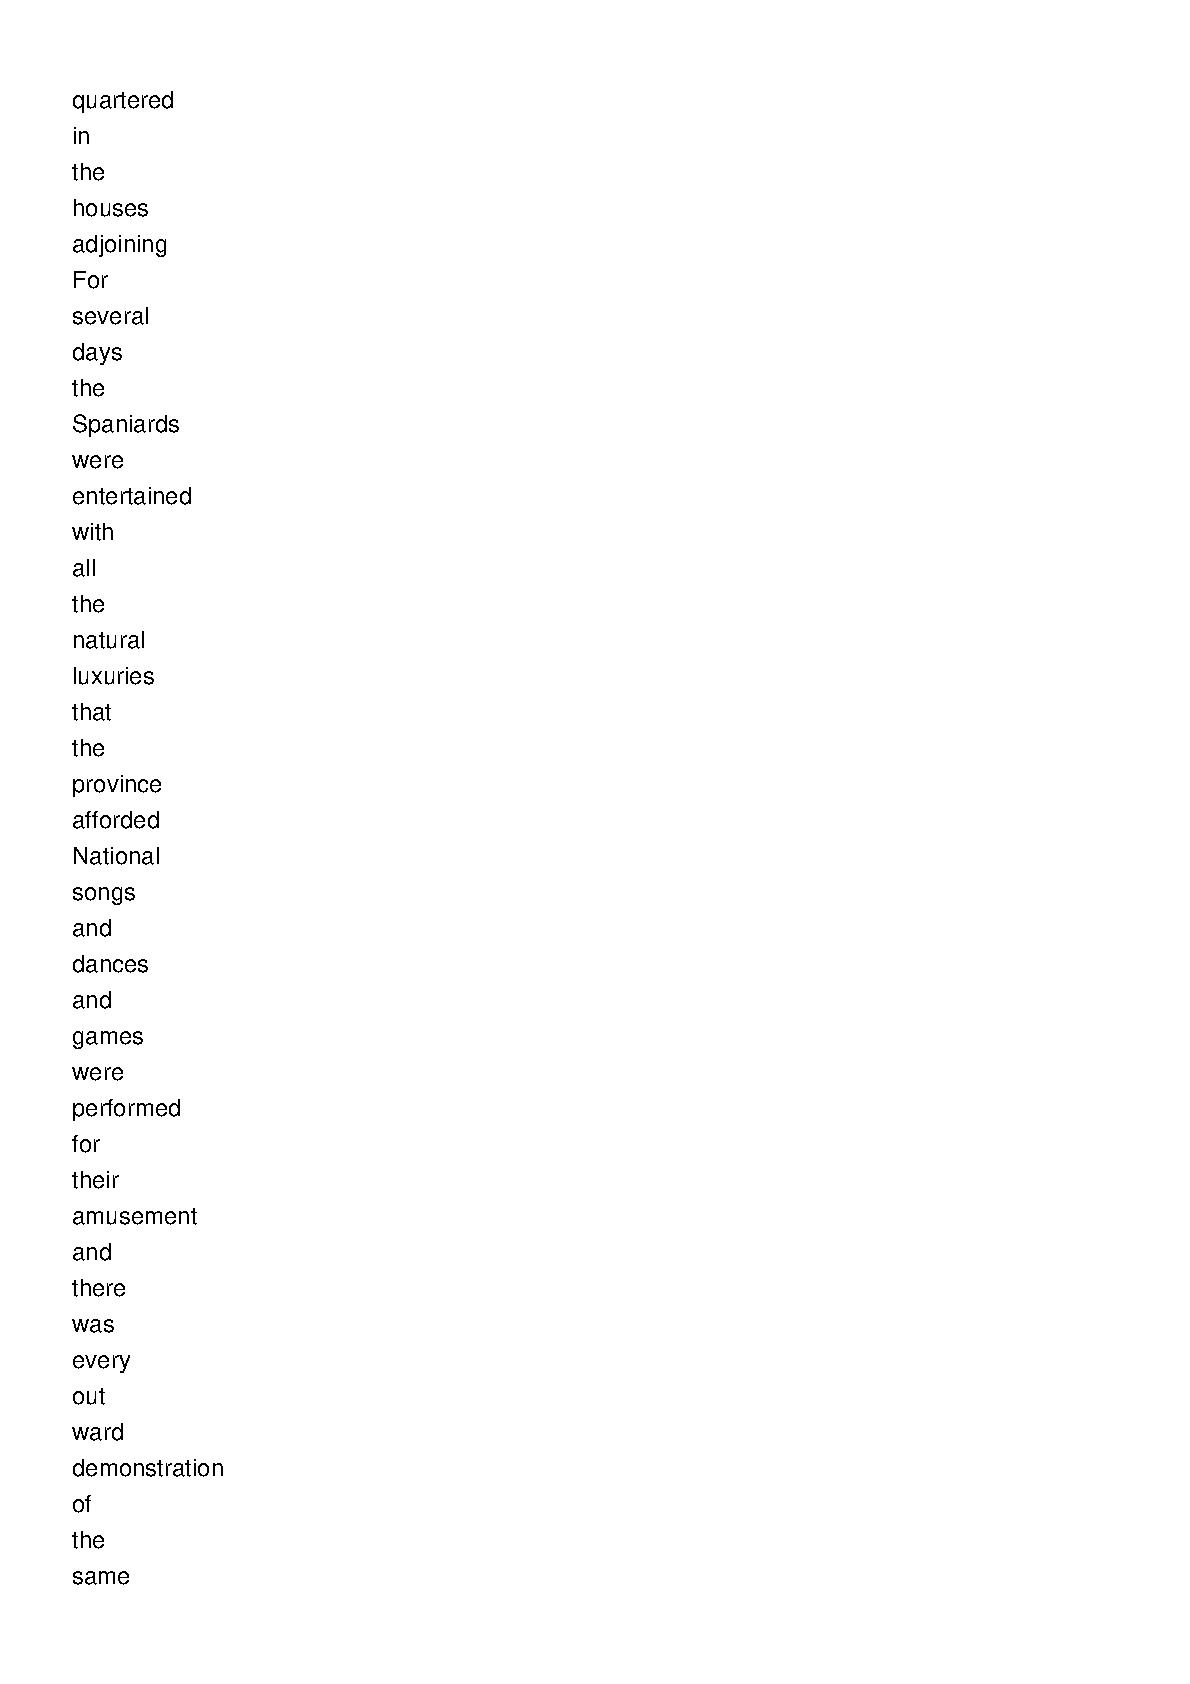 quartered
in
the
houses
adjoining
For
several
days
the
Spaniards
were
entertained
with
all
the
natural
luxuries
that
the
province
afforded
National
songs
and
dances
and
games
were
performed
for
their
amusement
and
there
was
every
out
ward
demonstration
of
the
same